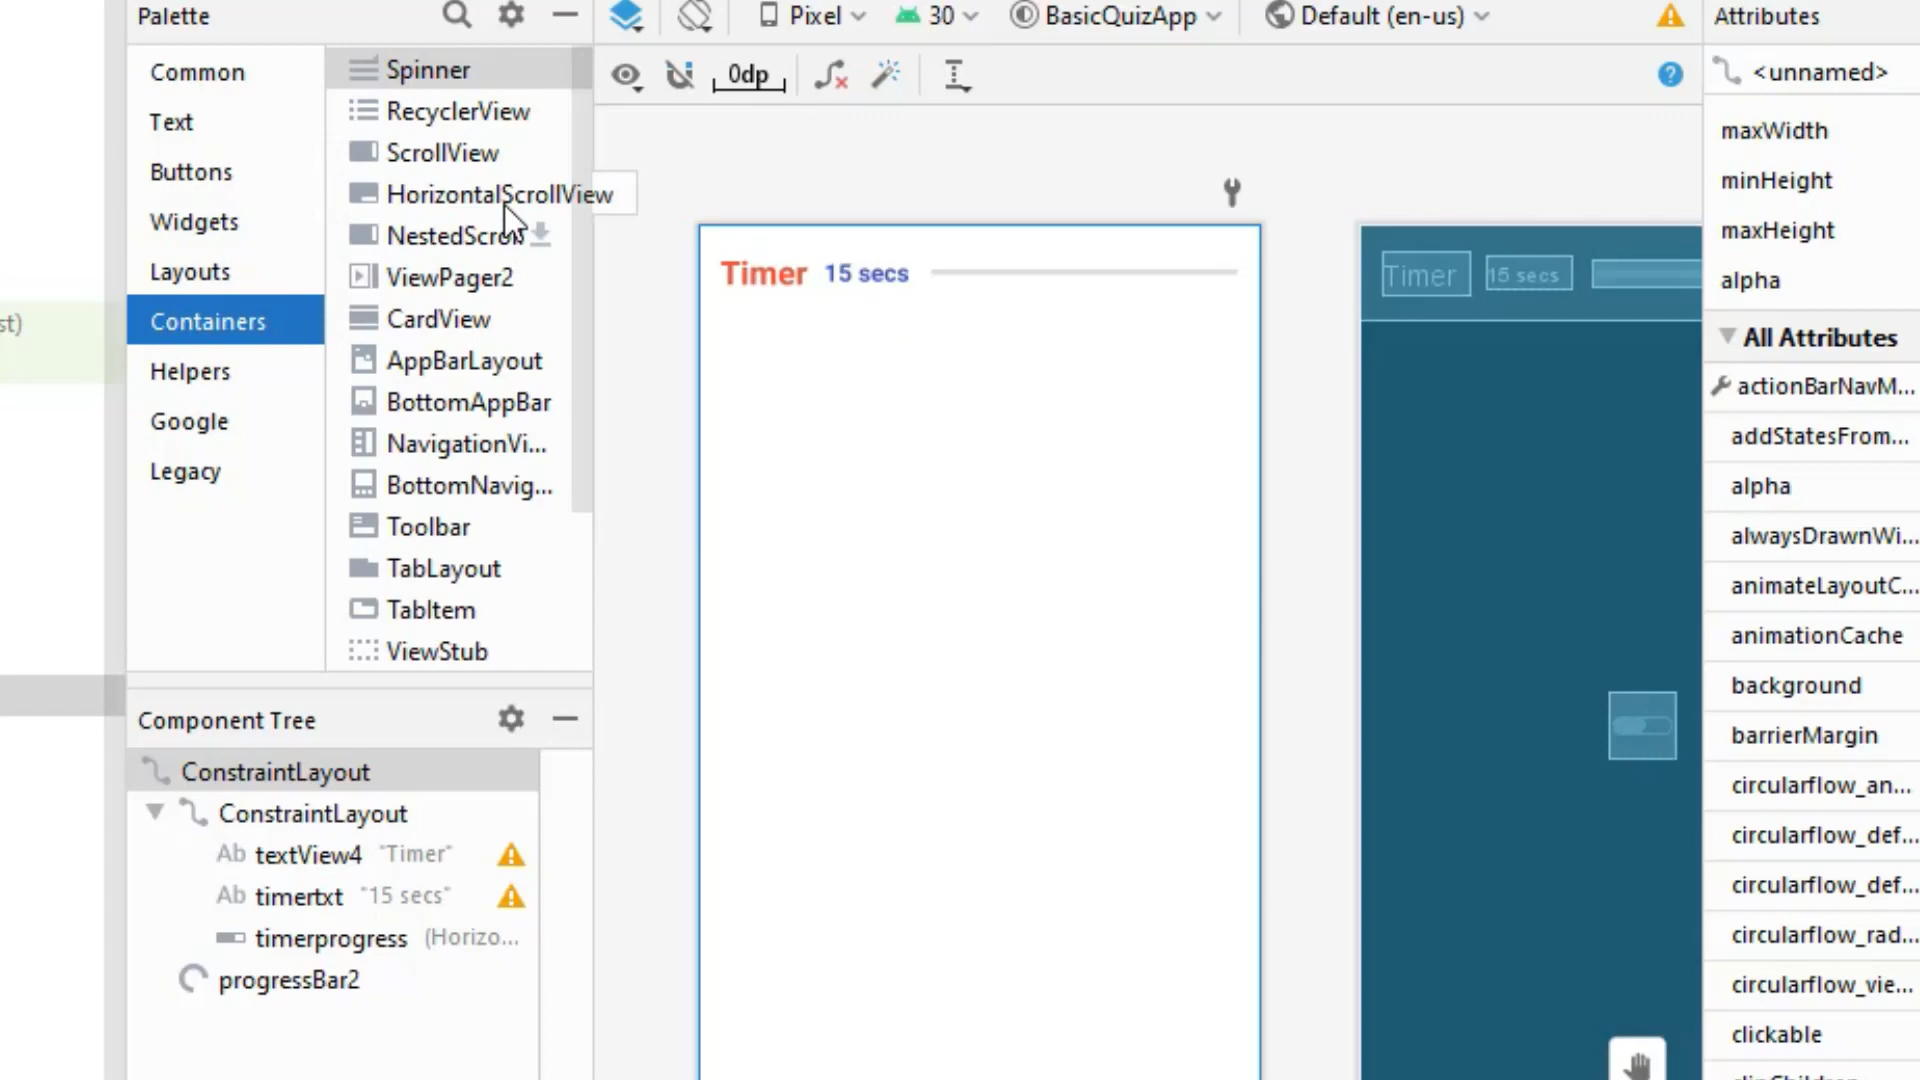 Palette
Pixel
30
BasicQuizApp
Default (en-us)
Attributes
0dp
<unnamed>
Common
Text
Buttons
Widgets
Layouts
Containers
Helpers
Google
Legacy
Spinner
RecyclerView
ScrollView
HorizontalScrollView
NestedScroll
ViewPager2
CardView
AppBarLayout
BottomAppBar
NavigationVi...
BottomNavig...
Toolbar
TabLayout
TabItem
ViewStub
st)
Timer 15 secs
Timer 15 secs
maxWidth
minHeight
maxHeight
alpha
All Attributes
actionBarNavM...
addStatesFrom...
alpha
alwaysDrawnWi...
animateLayoutC...
animationCache
background
barrierMargin
circularflow_an...
circularflow_def...
circularflow_def...
circularflow_rad...
circularflow_vie...
clickable
Component Tree
ConstraintLayout
ConstraintLayout
Ab textView4 "Timer"
Ab timertxt "15 secs"
timerprogress (Horizo...
progressBar2